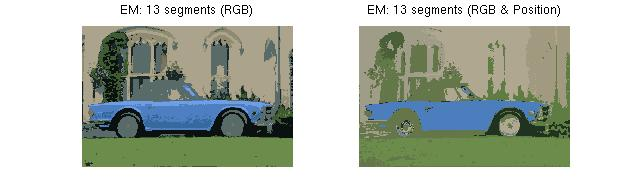 EM: 13 segments (RGB)
EM: 13 segments (RGB & Position)